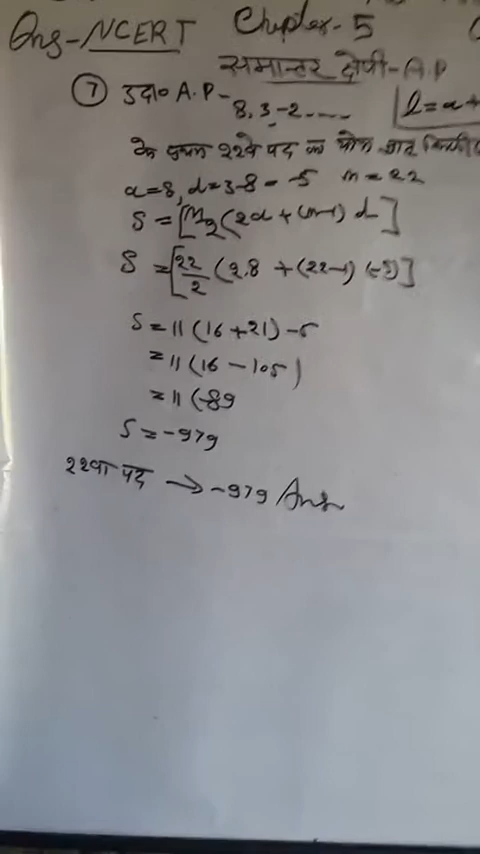 Qns-NCERT Chapter-5
समान्तर श्रेणी-A.P
⑦ उदा० A.P- 8, 3, -2 ..... l = a +
के प्रथम 22वे पद का योग ज्ञात
a = 8, d = 3-8 = -5 n = 22
S = [n/2 (2a + (n-1) d]
S = [22/2 (2.8 + (22-1) (-5)]
S = 11 (16 + 21) -5
= 11 (16 - 105)
= 11 (-89
S = -979
22वा पद → -979 Ans